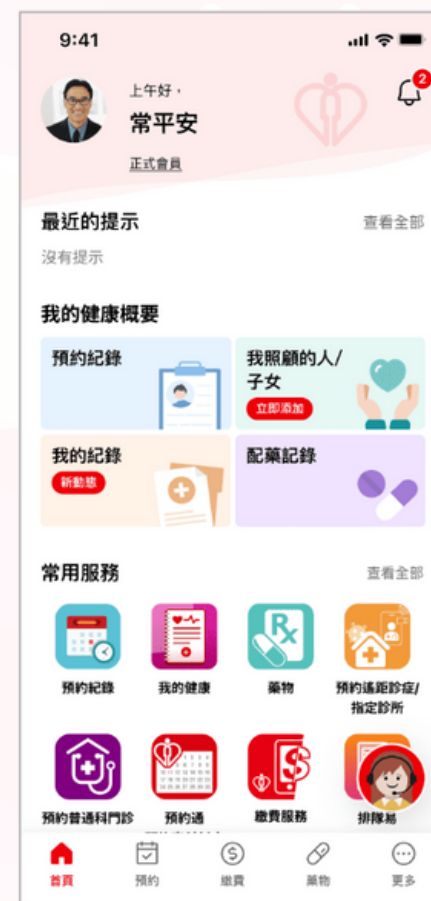 9:41
2
上午好，
常平安
正式會員
最近的提示
查看全部
沒有提示
我的健康概要
預約紀錄
我照顧的人/
子女
立即添加
我的紀錄
新動態
配藥記錄
常用服務
查看全部
預約紀錄
我的健康
Rx
藥物
預約遙距診症/
指定診所
預約普通科門診
預約通
$
繳費服務
排隊易
首頁
預約
$
繳費
藥物
更多